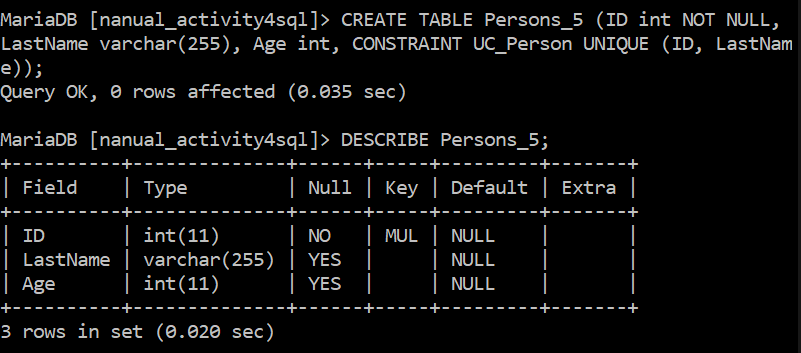 MariaDB [nanual_activity4sql]> CREATE TABLE Persons_5 (ID int NOT NULL,
LastName varchar(255), Age int, CONSTRAINT UC_Person UNIQUE (ID, LastNam
e));
Query OK, 0 rows affected (0.035 sec)

MariaDB [nanual_activity4sql]> DESCRIBE Persons_5;
+----------+--------------+------+-----+---------+-------+
| Field    | Type         | Null | Key | Default | Extra |
+----------+--------------+------+-----+---------+-------+
| ID       | int(11)      | NO   | MUL | NULL    |       |
| LastName | varchar(255) | YES  |     | NULL    |       |
| Age      | int(11)      | YES  |     | NULL    |       |
+----------+--------------+------+-----+---------+-------+
3 rows in set (0.020 sec)